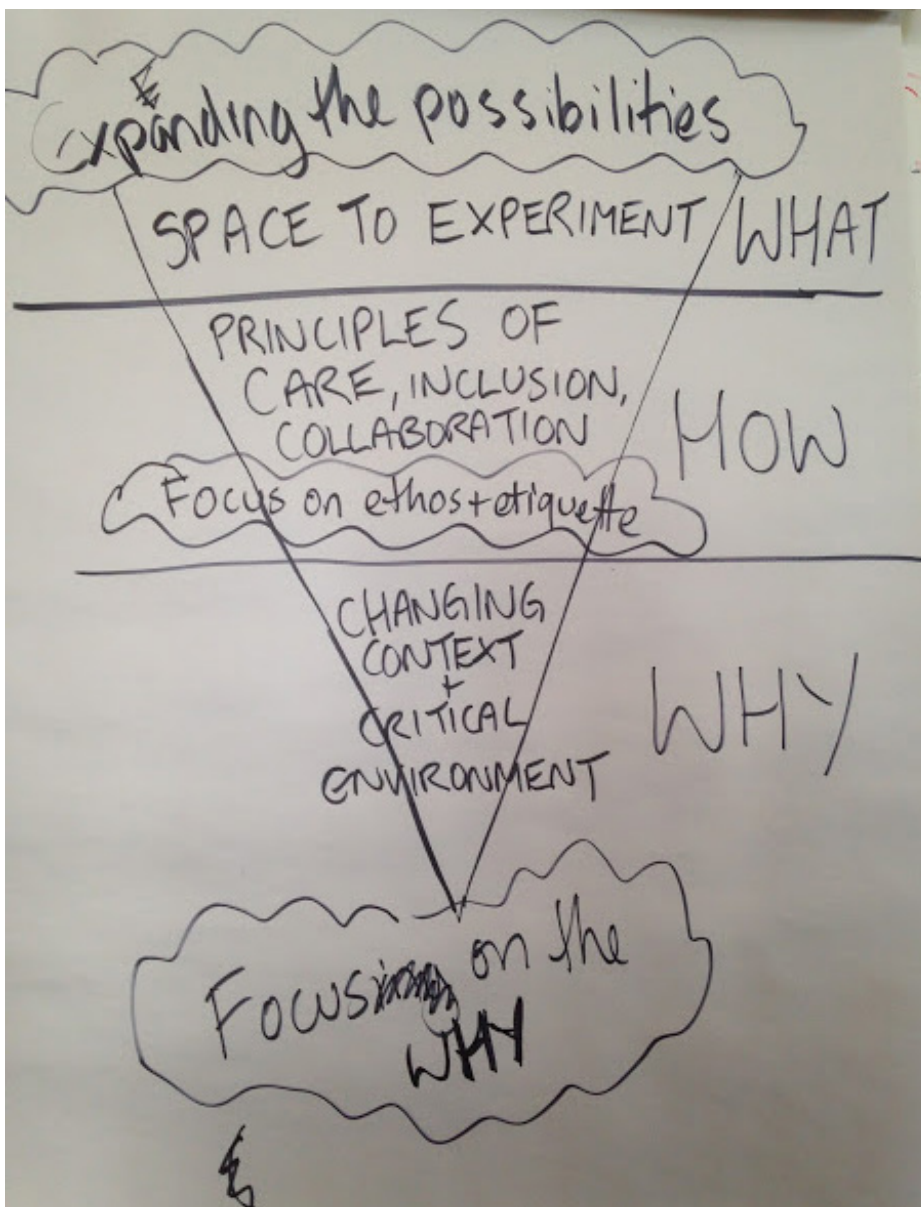 Expanding the possibilities
SPACE TO EXPERIMENT
WHAT
PRINCIPLES OF
CARE, INCLUSION,
COLLABORATION
HOW
Focus on ethos + etiquette
CHANGING
CONTEXT
+
CRITICAL
ENVIRONMENT
WHY
Focus on the
WHY